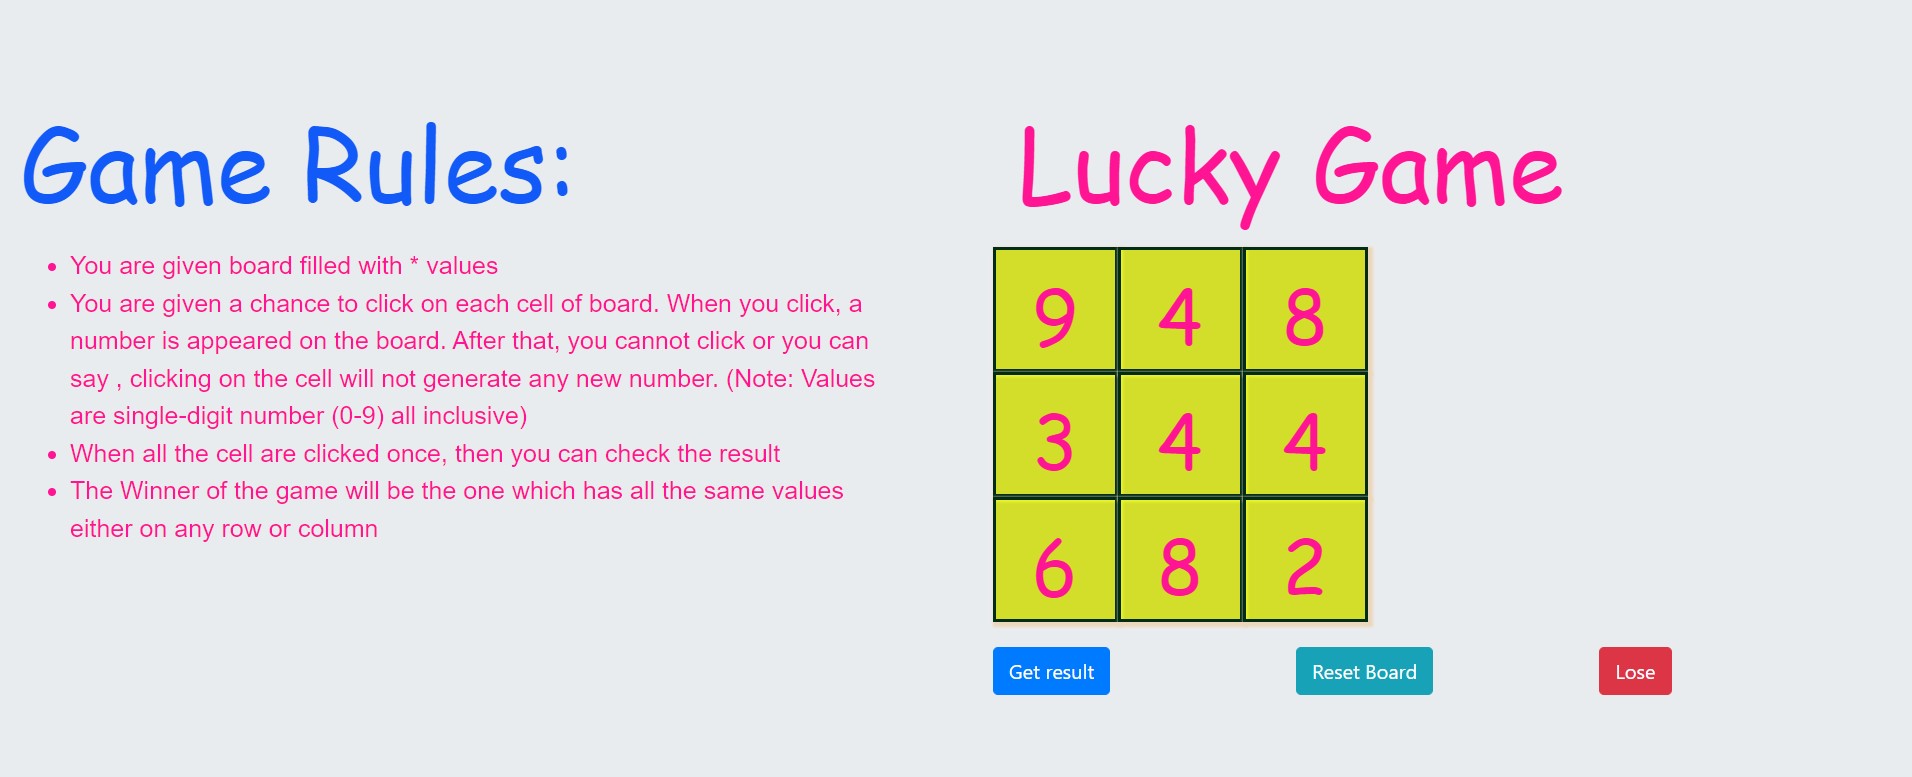 Game Rules:
• You are given board filled with * values
• You are given a chance to click on each cell of board. When you click, a
number is appeared on the board. After that, you cannot click or you can
say , clicking on the cell will not generate any new number. (Note: Values
are single-digit number (0-9) all inclusive)
• When all the cell are clicked once, then you can check the result
• The Winner of the game will be the one which has all the same values
either on any row or column
Lucky Game
9 4 8
3 4 4
6 8 2
Get result Reset Board Lose